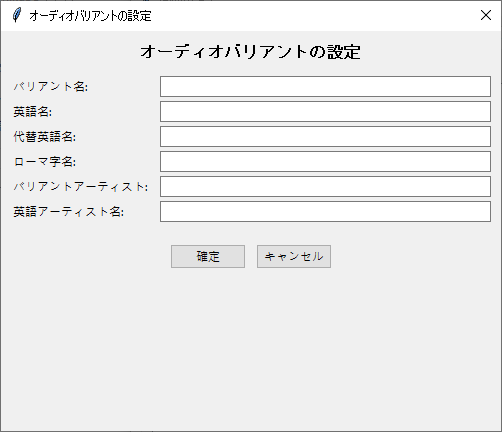 オーディオバリアントの設定
オーディオバリアントの設定
バリアント名:
英語名:
代替英語名:
ローマ字名:
バリアントアーティスト:
英語アーティスト名:
確定 キャンセル